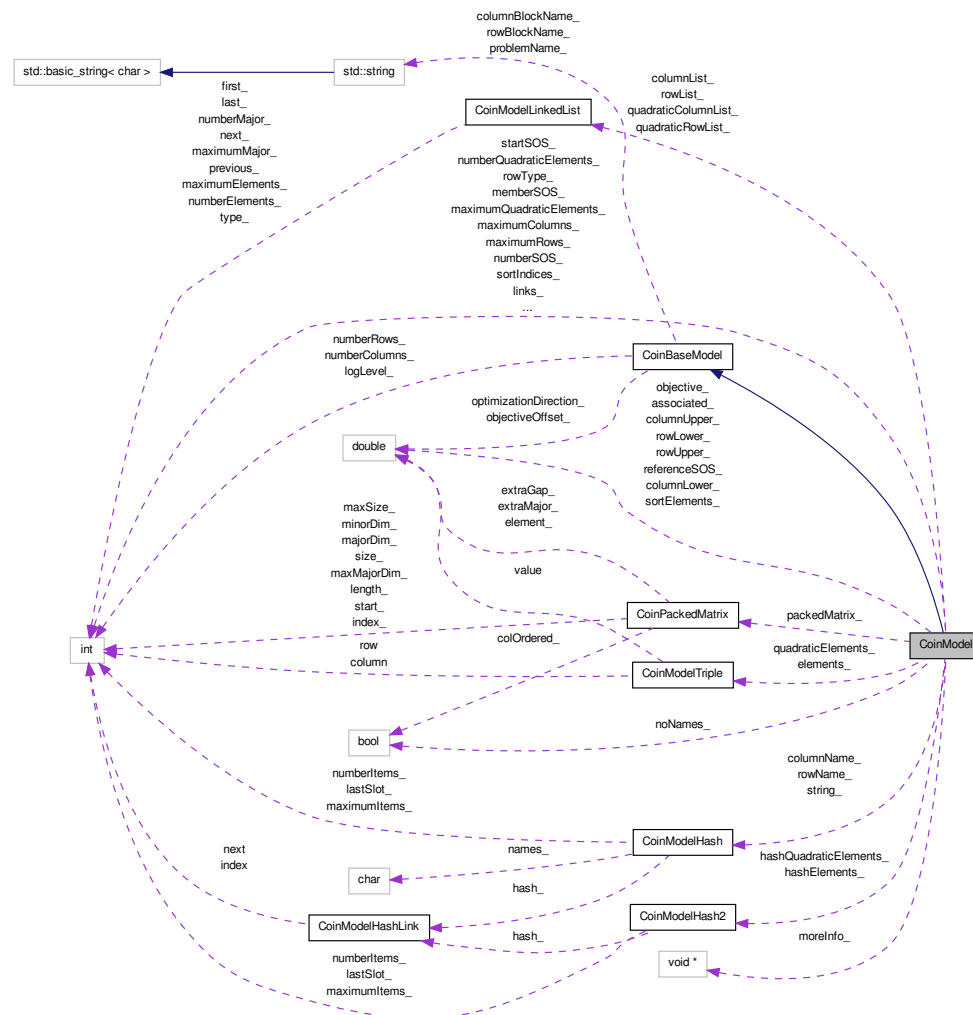 columnBlockName_
rowBlockName_
problemName_
std::basic_string< char >
std::string
first_
last_
numberMajor_
next_
maximumMajor_
previous_
maximumElements_
numberElements_
type_
CoinModelLinkedList
columnList_
rowList_
quadraticColumnList_
quadraticRowList_
startSOS_
numberQuadraticElements_
rowType_
memberSOS_
maximumQuadraticElements_
maximumColumns_
maximumRows_
numberSOS_
sortIndices_
links_
...
numberRows_
numberColumns_
logLevel_
CoinBaseModel
optimizationDirection_
objectiveOffset_
objective_
associated_
columnUpper_
rowLower_
rowUpper_
referenceSOS_
columnLower_
sortElements_
double
extraGap_
extraMajor_
element_
maxSize_
minorDim_
majorDim_
size_
maxMajorDim_
length_
start_
index_
value
CoinPackedMatrix
packedMatrix_
CoinModel
int
row
column
colOrdered_
CoinModelTriple
quadraticElements_
elements_
bool
noNames_
numberItems_
lastSlot_
maximumItems_
columnName_
rowName_
string_
CoinModelHash
next
index
names_
char
hash_
hashQuadraticElements_
hashElements_
CoinModelHashLink
hash_
CoinModelHash2
numberItems_
lastSlot_
maximumItems_
void *
moreInfo_